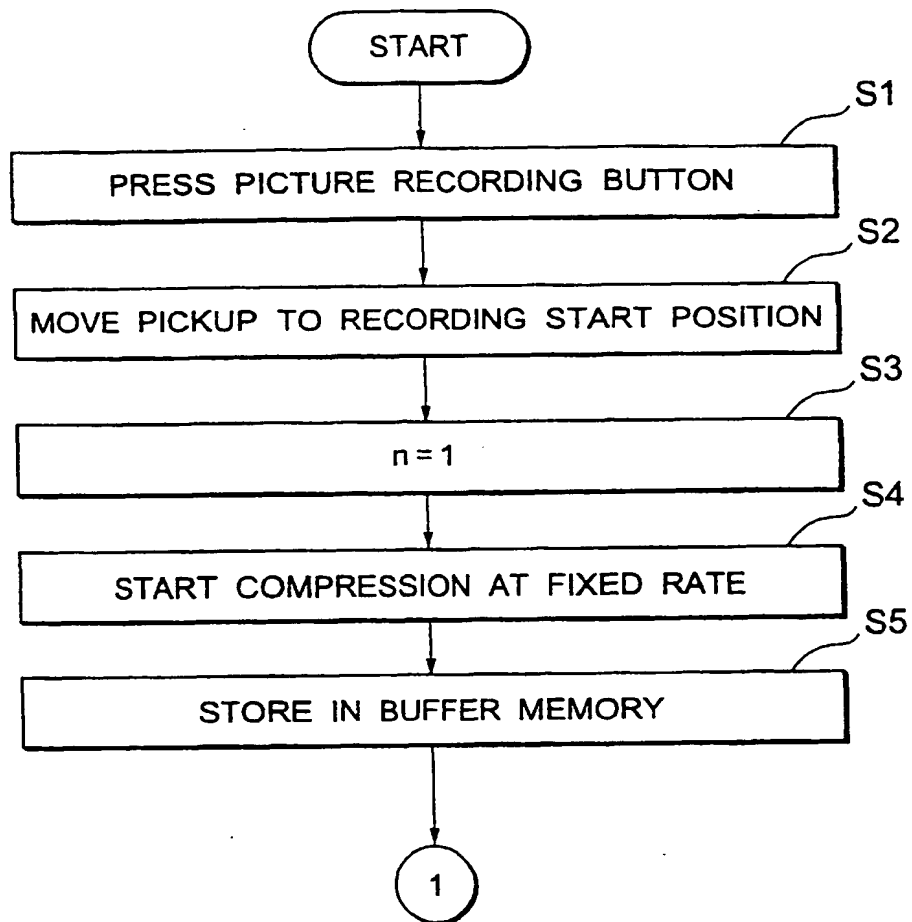 START
S1
PRESS PICTURE RECORDING BUTTON
S2
MOVE PICKUP TO RECORDING START POSITION
S3
n = 1
S4
START COMPRESSION AT FIXED RATE
S5
STORE IN BUFFER MEMORY
1